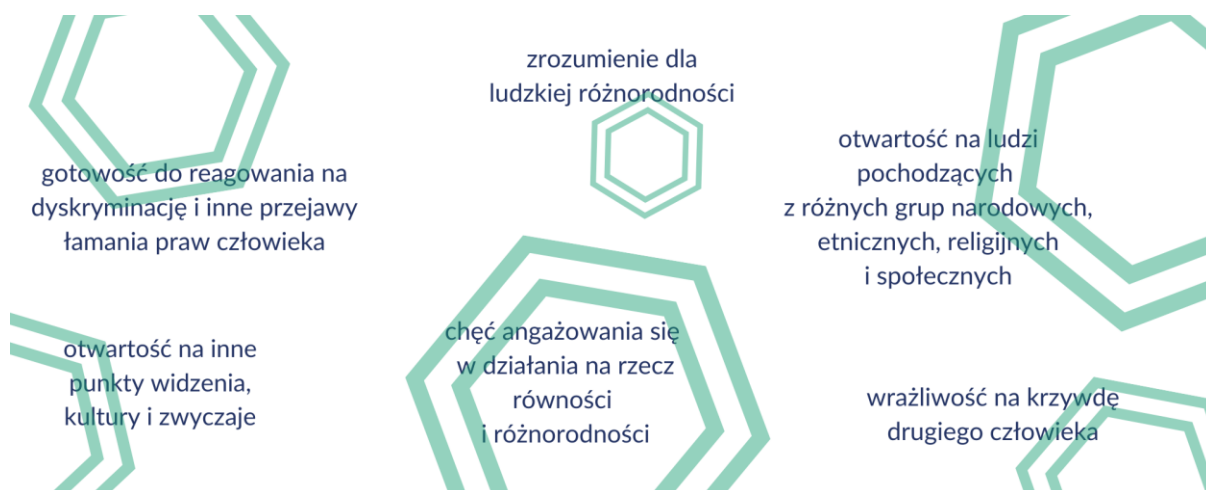 zrozumienie dla
ludzkiej różnorodności
gotowość do reagowania na
dyskryminację i inne przejawy
łamania praw człowieka
otwartość na ludzi
pochodzących
z różnych grup narodowych,
etnicznych, religijnych
i społecznych
otwartość na inne
punkty widzenia,
kultury i zwyczaje
chęć angażowania się
w działania na rzecz
równości
i różnorodności
wrażliwość na krzywdę
drugiego człowieka